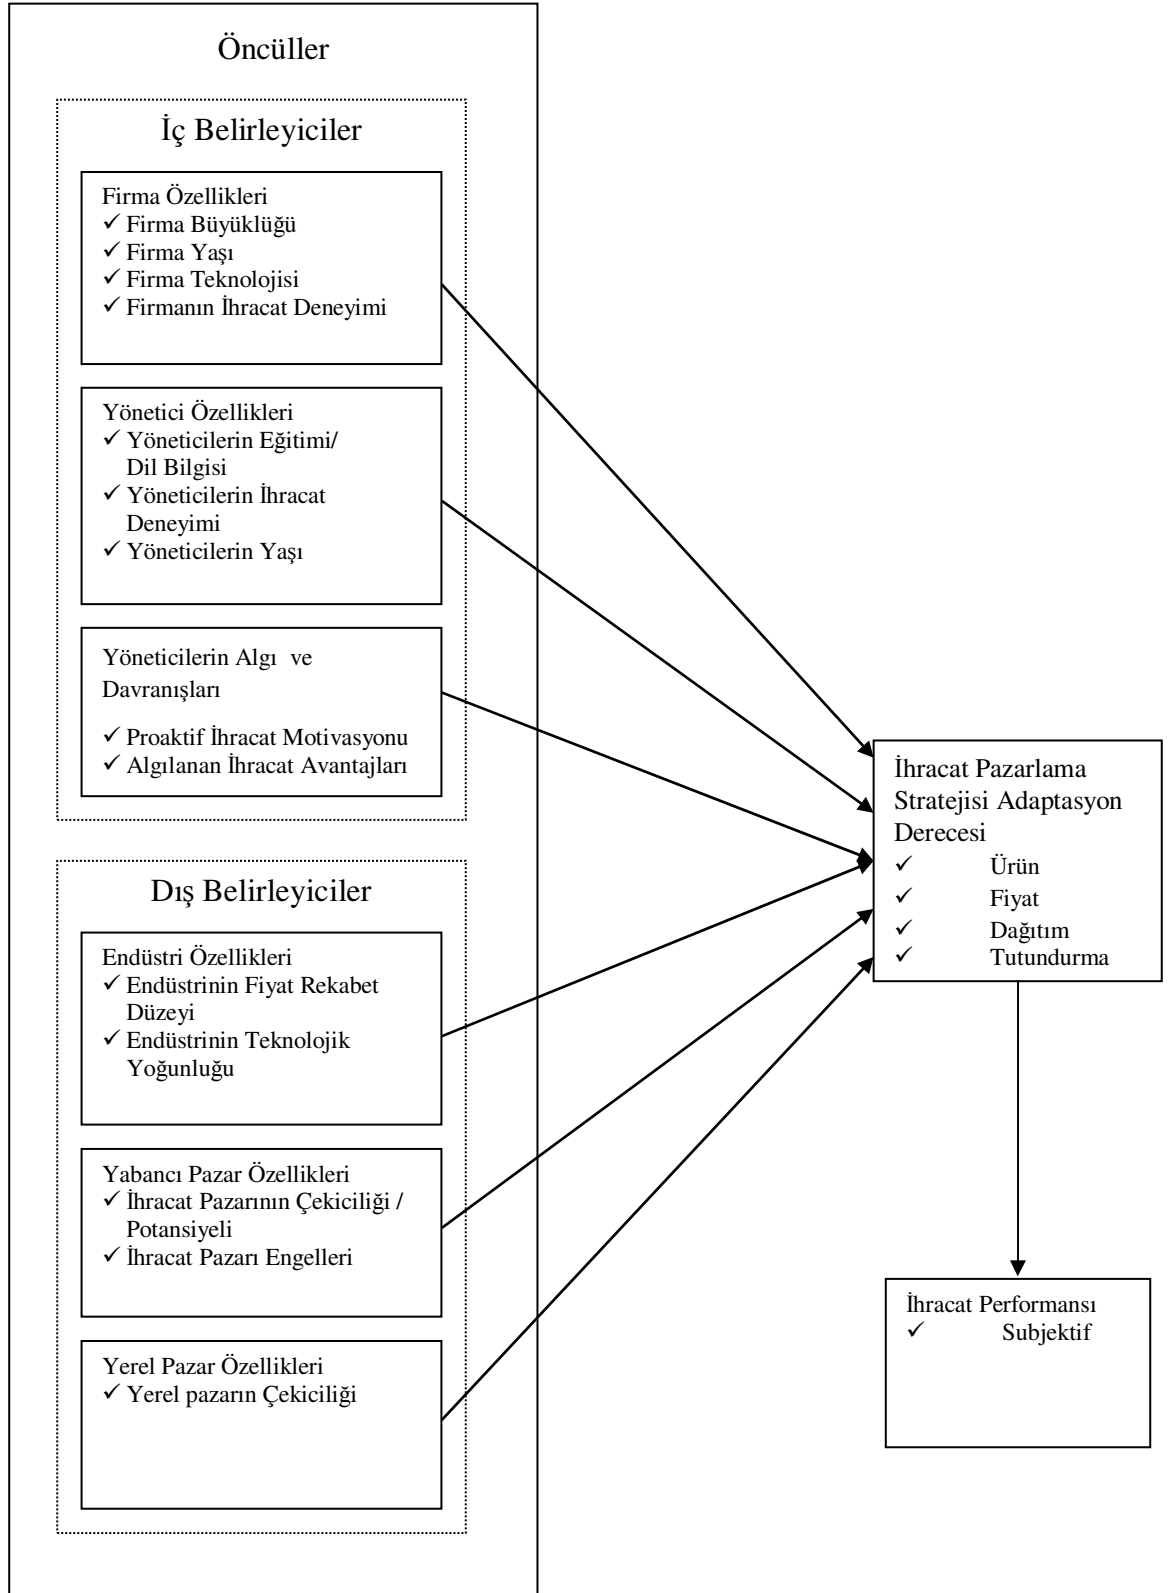 Öncüller
İç Belirleyiciler
Firma Özellikleri
✓ Firma Büyüklüğü
✓ Firma Yaşı
✓ Firma Teknolojisi
✓ Firmanın İhracat Deneyimi
Yönetici Özellikleri
✓ Yöneticilerin Eğitimi/
Dil Bilgisi
✓ Yöneticilerin İhracat
Deneyimi
✓ Yöneticilerin Yaşı
Yöneticilerin Algı ve
Davranışları
✓ Proaktif İhracat Motivasyonu
✓ Algılanan İhracat Avantajları
Dış Belirleyiciler
Endüstri Özellikleri
✓ Endüstrinin Fiyat Rekabet
Düzeyi
✓ Endüstrinin Teknolojik
Yoğunluğu
Yabancı Pazar Özellikleri
✓ İhracat Pazarının Çekiciliği /
Potansiyeli
✓ İhracat Pazarı Engelleri
Yerel Pazar Özellikleri
✓ Yerel pazarın Çekiciliği
İhracat Pazarlama
Stratejisi Adaptasyon
Derecesi
✓ Ürün
✓ Fiyat
✓ Dağıtım
✓ Tutundurma
İhracat Performansı
✓ Subjektif